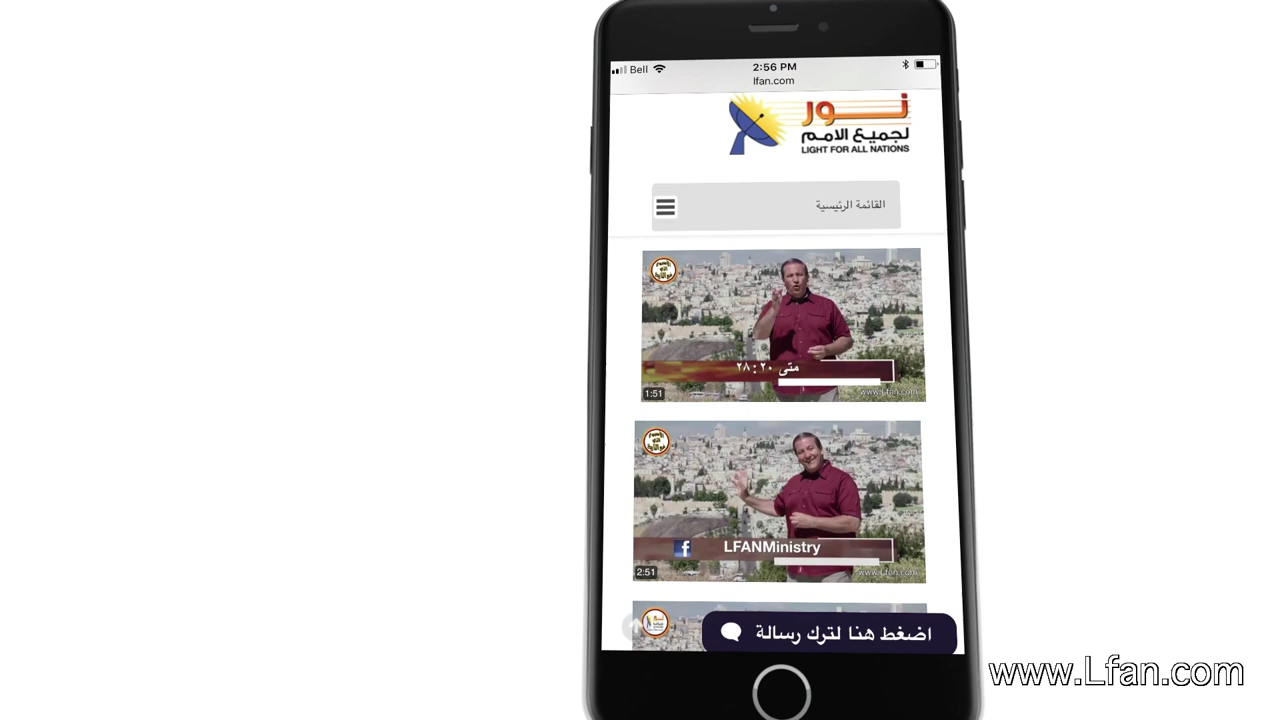 Bell
2:56 PM
lfan.com
نور
لجميع الامم
LIGHT FOR ALL NATIONS
القائمة الرئيسية
متى ٢٠ : ٢٨
1:51
www.Lfan.com
LFANMinistry
2:51
www.Lfan.com
اضغط هنا لترك رسالة
www.Lfan.com